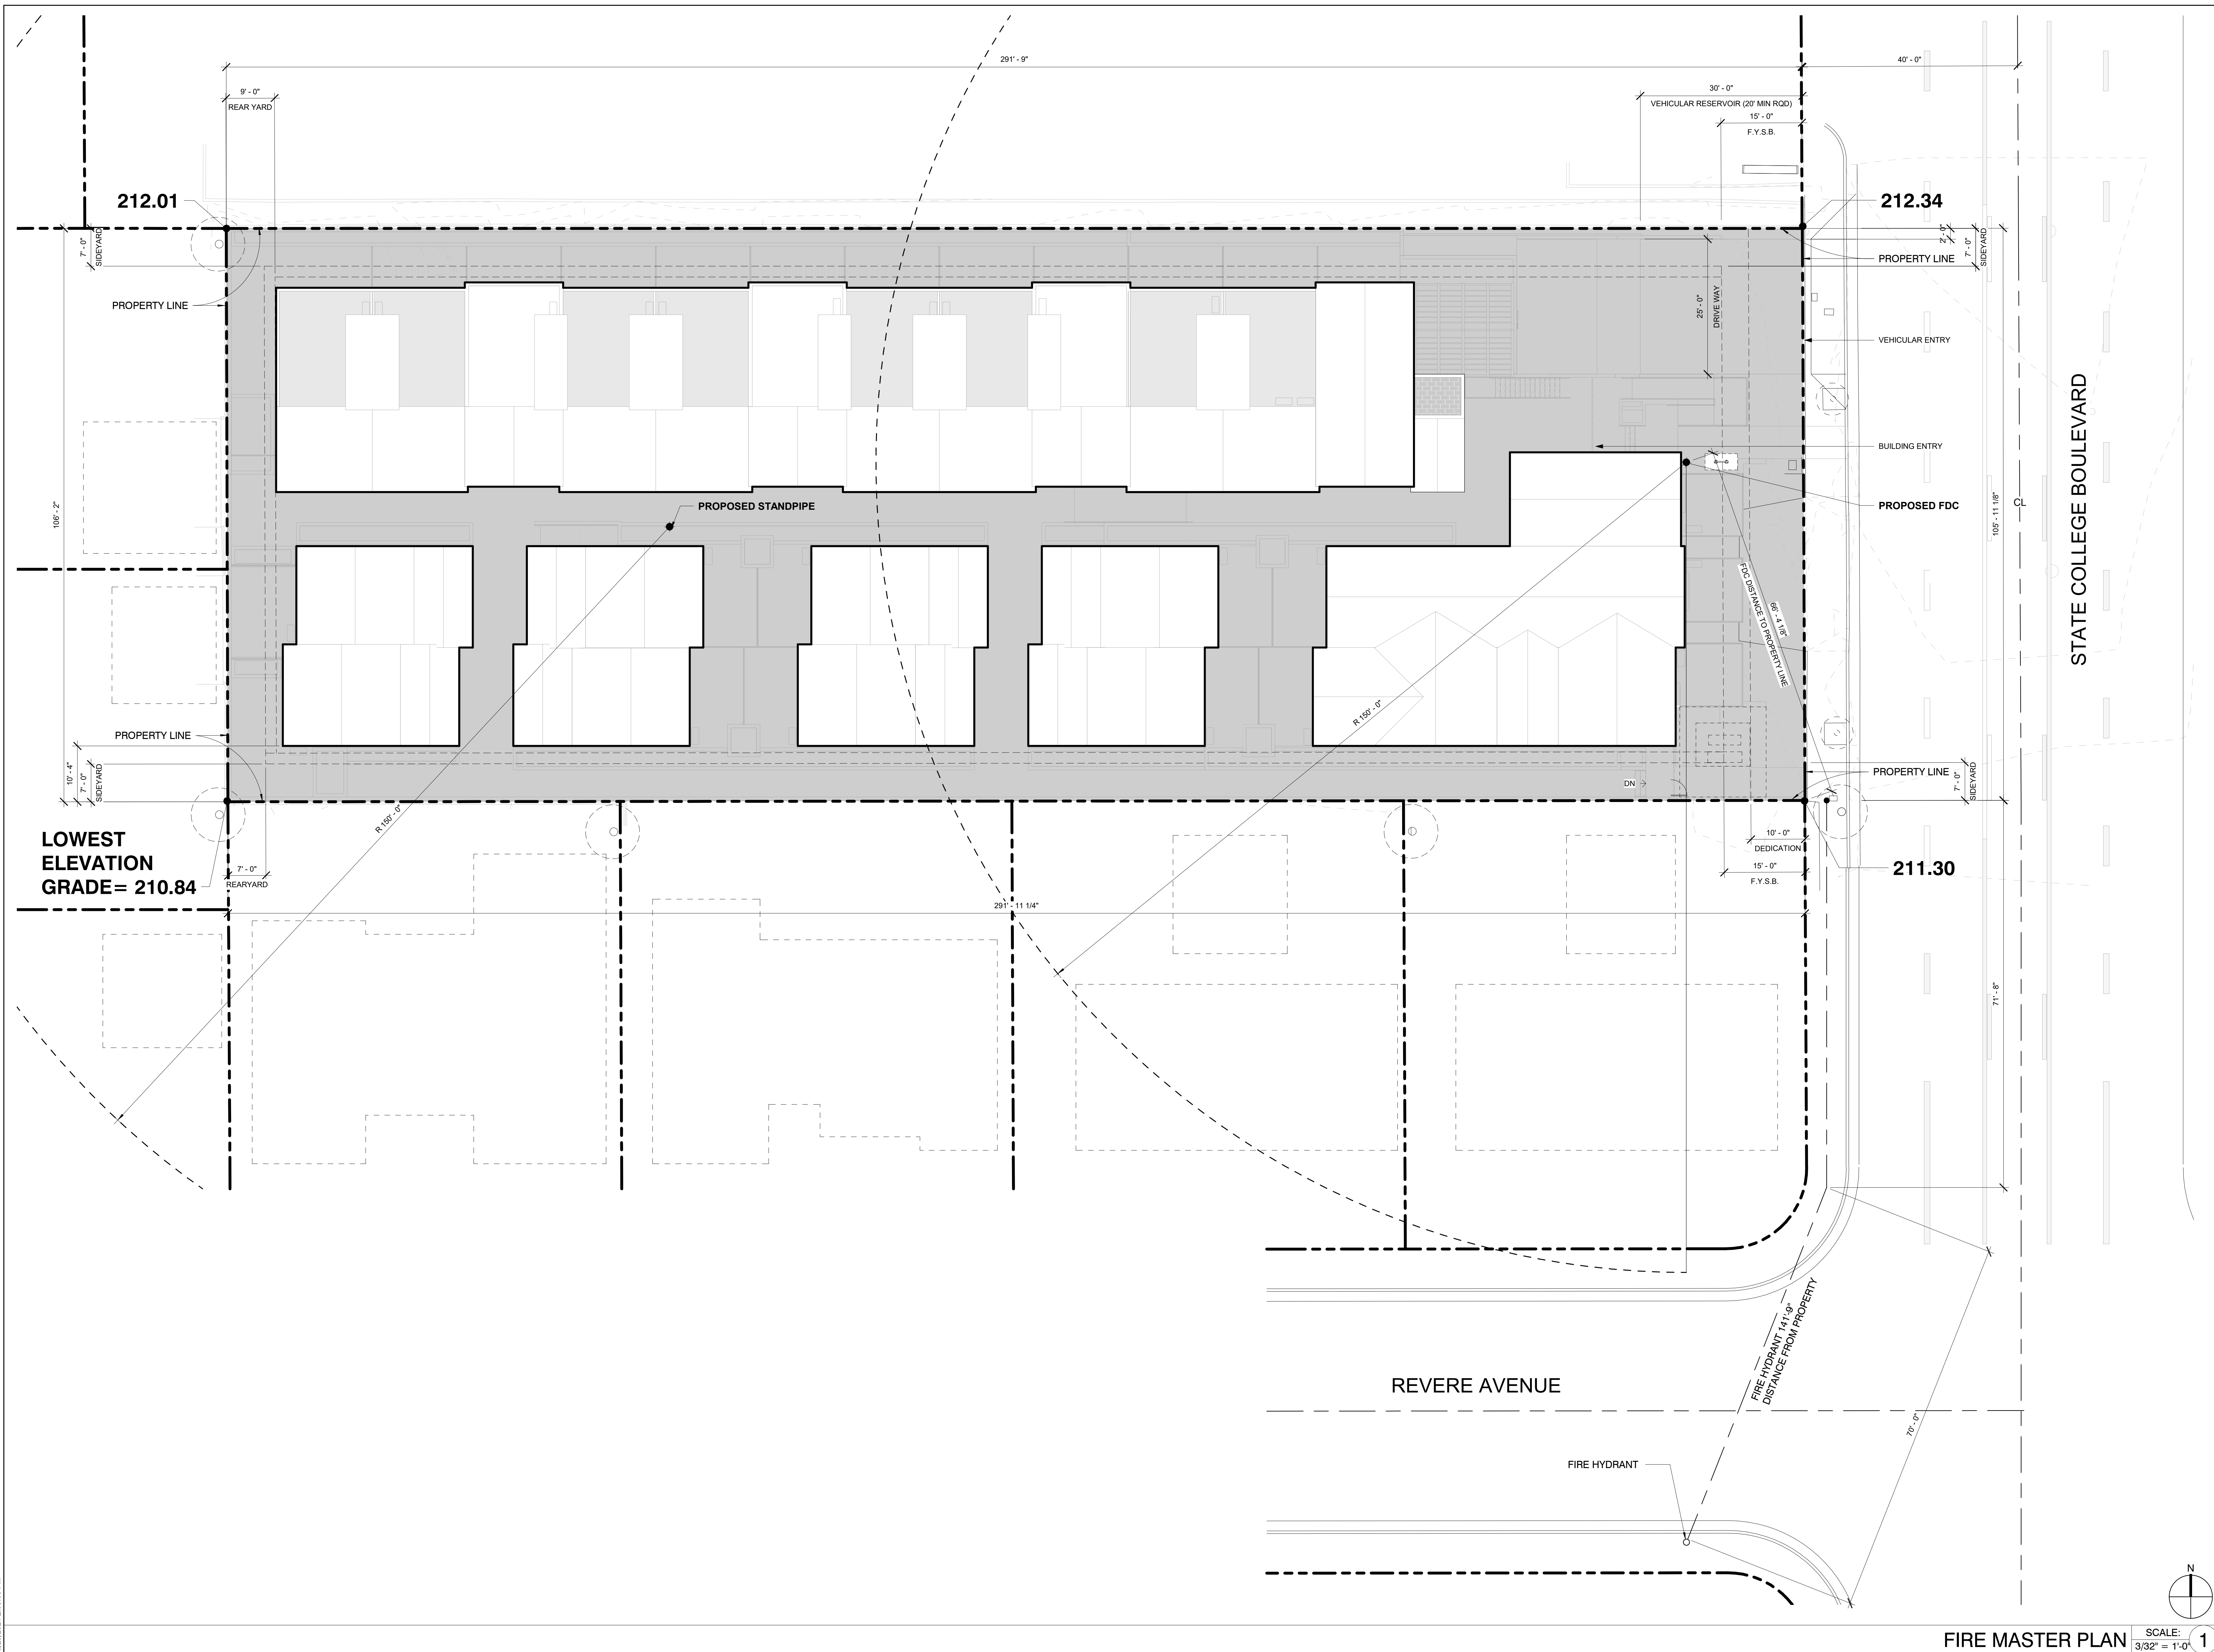 291' - 9"
40' - 0"
9' - 0"
REAR YARD
30' - 0"
VEHICULAR RESERVOIR (20' MIN RQD)
15' - 0"
F.Y.S.B.
212.01
212.34
7' - 0"
SIDEYARD
2' - 0"
7' - 0"
SIDEYARD
PROPERTY LINE
PROPERTY LINE
25' - 0"
DRIVE WAY
VEHICULAR ENTRY
STATE COLLEGE BOULEVARD
BUILDING ENTRY
106' - 2"
PROPOSED STANDPIPE
PROPOSED FDC
105' - 11 1/8"
CL
66' - 4 1/8"
FDC DISTANCE TO PROPERTY LINE
R 150' - 0"
R 150' - 0"
PROPERTY LINE
10' - 4"
7' - 0"
SIDEYARD
PROPERTY LINE
7' - 0"
SIDEYARD
DN
LOWEST
ELEVATION
GRADE= 210.84
7' - 0"
REARYARD
10' - 0"
DEDICATION
15' - 0"
F.Y.S.B.
211.30
291' - 11 1/4"
71' - 8"
FIRE HYDRANT 141'-9"
DISTANCE FROM PROPERTY
REVERE AVENUE
70' - 0"
FIRE HYDRANT
N
FIRE MASTER PLAN
SCALE:
3/32" = 1'-0"
1